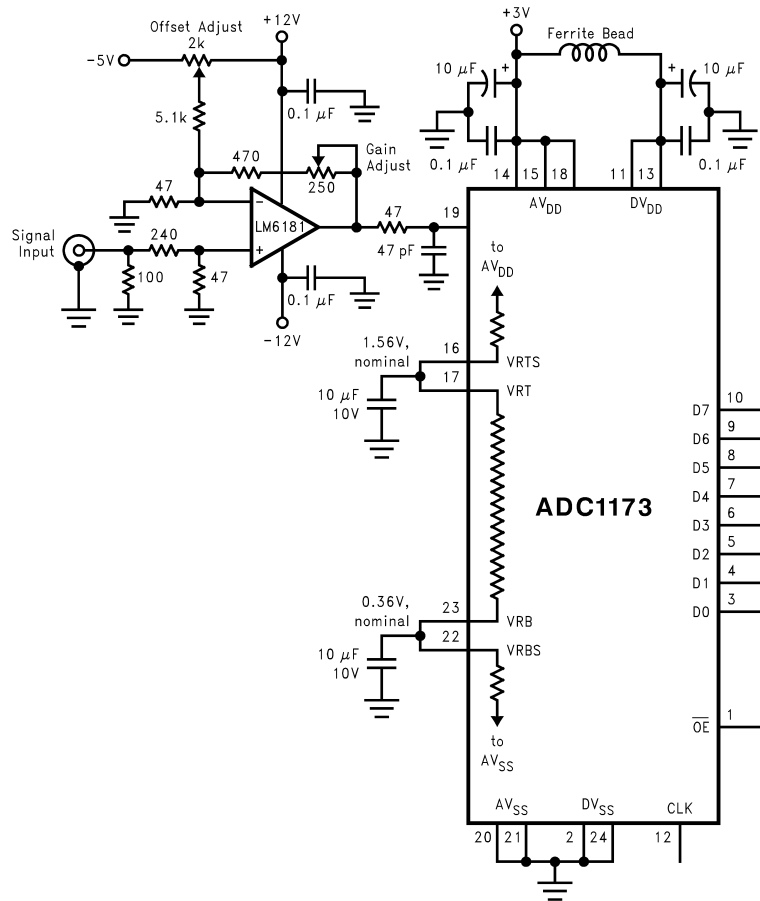 Offset Adjust
2k
+12V
-5V
0.1 μF
5.1k
470
Gain
Adjust
250
47
−
LM6181
+
Signal
Input
240
100
47
0.1 μF
-12V
47
47 pF
19
+3V
Ferrite Bead
10 μF
+
+
10 μF
0.1 μF
0.1 μF
14
15
18
11
13
AVDD
DVDD
to
AVDD
1.56V,
nominal
16
VRTS
17
VRT
10 μF
10V
ADC1173
D7
10
D6
9
D5
8
D4
7
D3
6
D2
5
D1
4
D0
3
0.36V,
nominal
23
VRB
22
VRBS
10 μF
10V
to
AVSS
OE
1
AVSS
DVSS
CLK
20
21
2
24
12